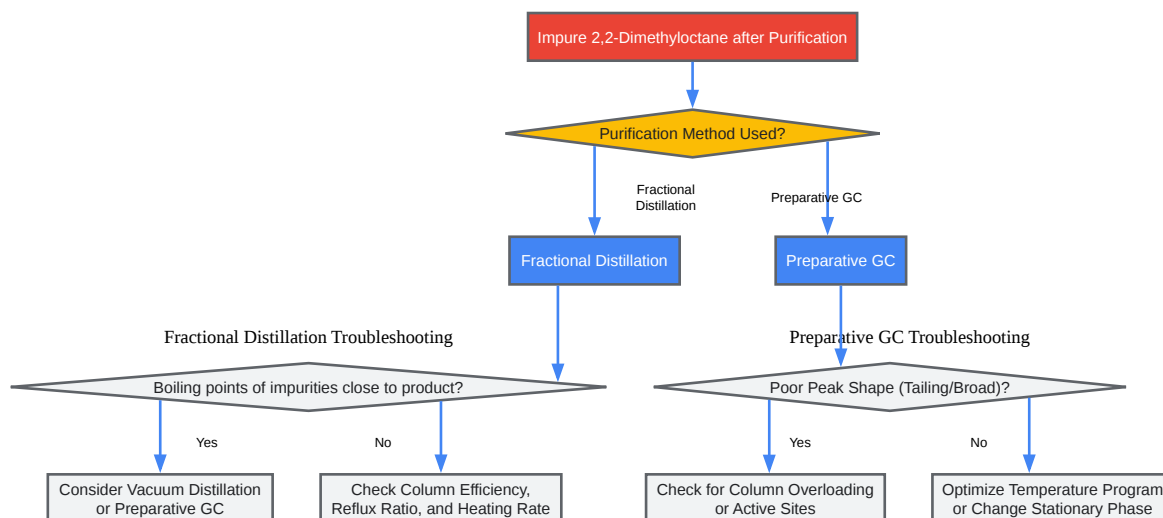 Impure 2,2-Dimethyloctane after Purification
Purification Method Used?
Fractional
Distillation
Preparative GC
Fractional Distillation
Preparative GC
Fractional Distillation Troubleshooting
Preparative GC Troubleshooting
Boiling points of impurities close to product?
Poor Peak Shape (Tailing/Broad)?
Yes
No
Yes
No
Consider Vacuum Distillation
or Preparative GC
Check Column Efficiency,
Reflux Ratio, and Heating Rate
Check for Column Overloading
or Active Sites
Optimize Temperature Program
or Change Stationary Phase